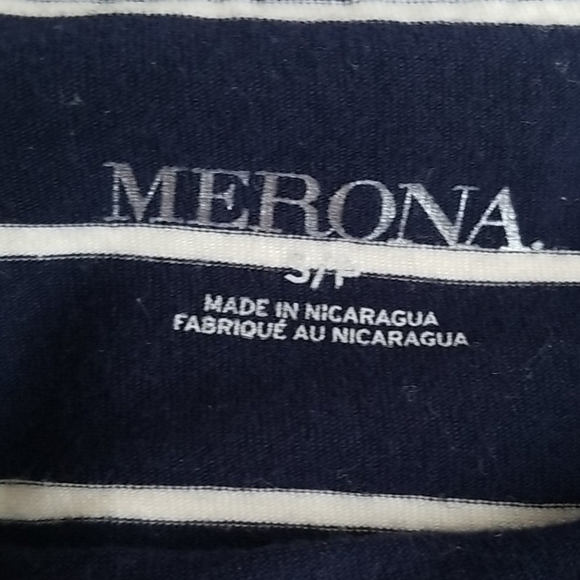 MERONA.
S/P
MADE IN NICARAGUA
FABRIQUÉ AU NICARAGUA